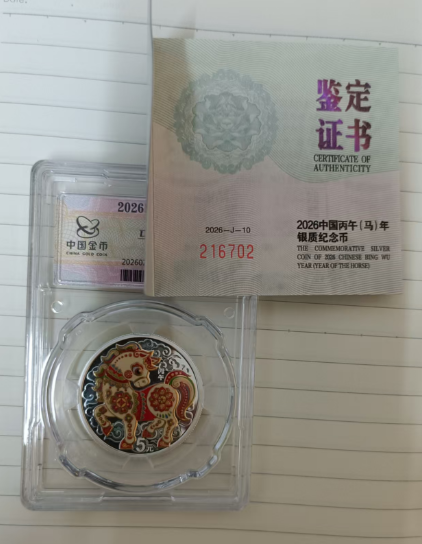 鉴定
证书
CERTIFICATE OF
AUTHENTICITY
2026-J-10
216702
2026中国丙午(马)年
银质纪念币
THE COMMEMORATIVE SILVER
COIN OF 2026 CHINESE BING WU
YEAR (YEAR OF THE HORSE)
2026
中国金币
CHINA GOLD COIN
5元